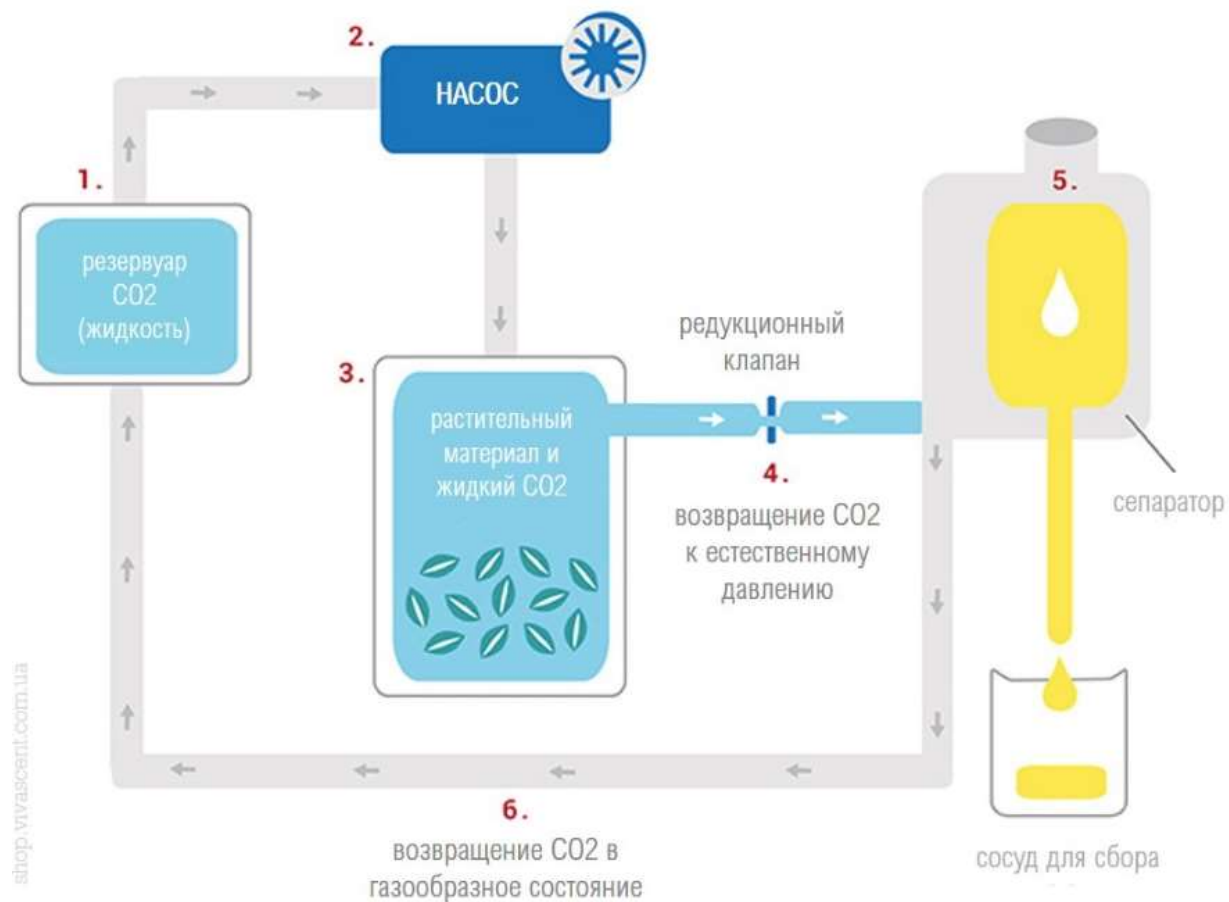 2.
НАСОС
1.
резервуар
СО2
(жидкость)
5.
редукционный
клапан
3.
растительный
материал и
жидкий СО2
4.
возвращение СО2
к естественному
давлению
сепаратор
6.
возвращение СО2 в
газообразное состояние
сосуд для сбора
shop.vivascent.com.ua